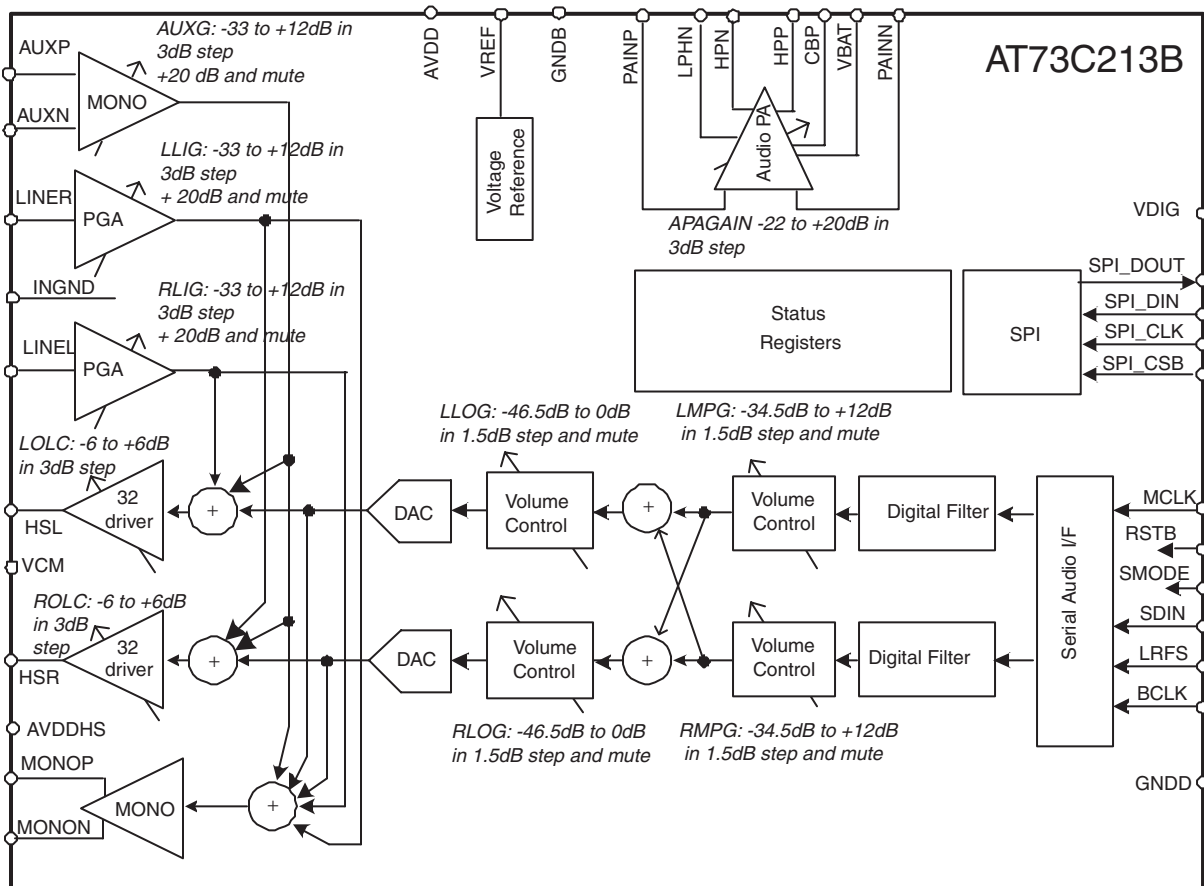 AT73C213B
AUXP
AUXN
MONO
AUXG: -33 to +12dB in
3dB step
+20 dB and mute
AVDD
VREF
GNDB
Voltage
Reference
PAINP
LPHN
HPN
HPP
CBP
VBAT
PAINN
Audio PA
APAGAIN -22 to +20dB in
3dB step
LINER
PGA
LLIG: -33 to +12dB in
3dB step
+ 20dB and mute
INGND
LINEL
PGA
RLIG: -33 to +12dB in
3dB step
+ 20dB and mute
VDIG
Status
Registers
SPI
SPI_DOUT
SPI_DIN
SPI_CLK
SPI_CSB
LOLC: -6 to +6dB
in 3dB step
LLOG: -46.5dB to 0dB
in 1.5dB step and mute
LMPG: -34.5dB to +12dB
in 1.5dB step and mute
HSL
32
driver
+
DAC
Volume
Control
+
Volume
Control
Digital Filter
Serial Audio I/F
MCLK
RSTB
SMODE
SDIN
LRFS
BCLK
VCM
ROLC: -6 to +6dB
in 3dB
step
HSR
32
driver
+
DAC
Volume
Control
+
Volume
Control
Digital Filter
RLOG: -46.5dB to 0dB
in 1.5dB step and mute
RMPG: -34.5dB to +12dB
in 1.5dB step and mute
AVDDHS
MONOP
MONON
MONO
+
GNDD